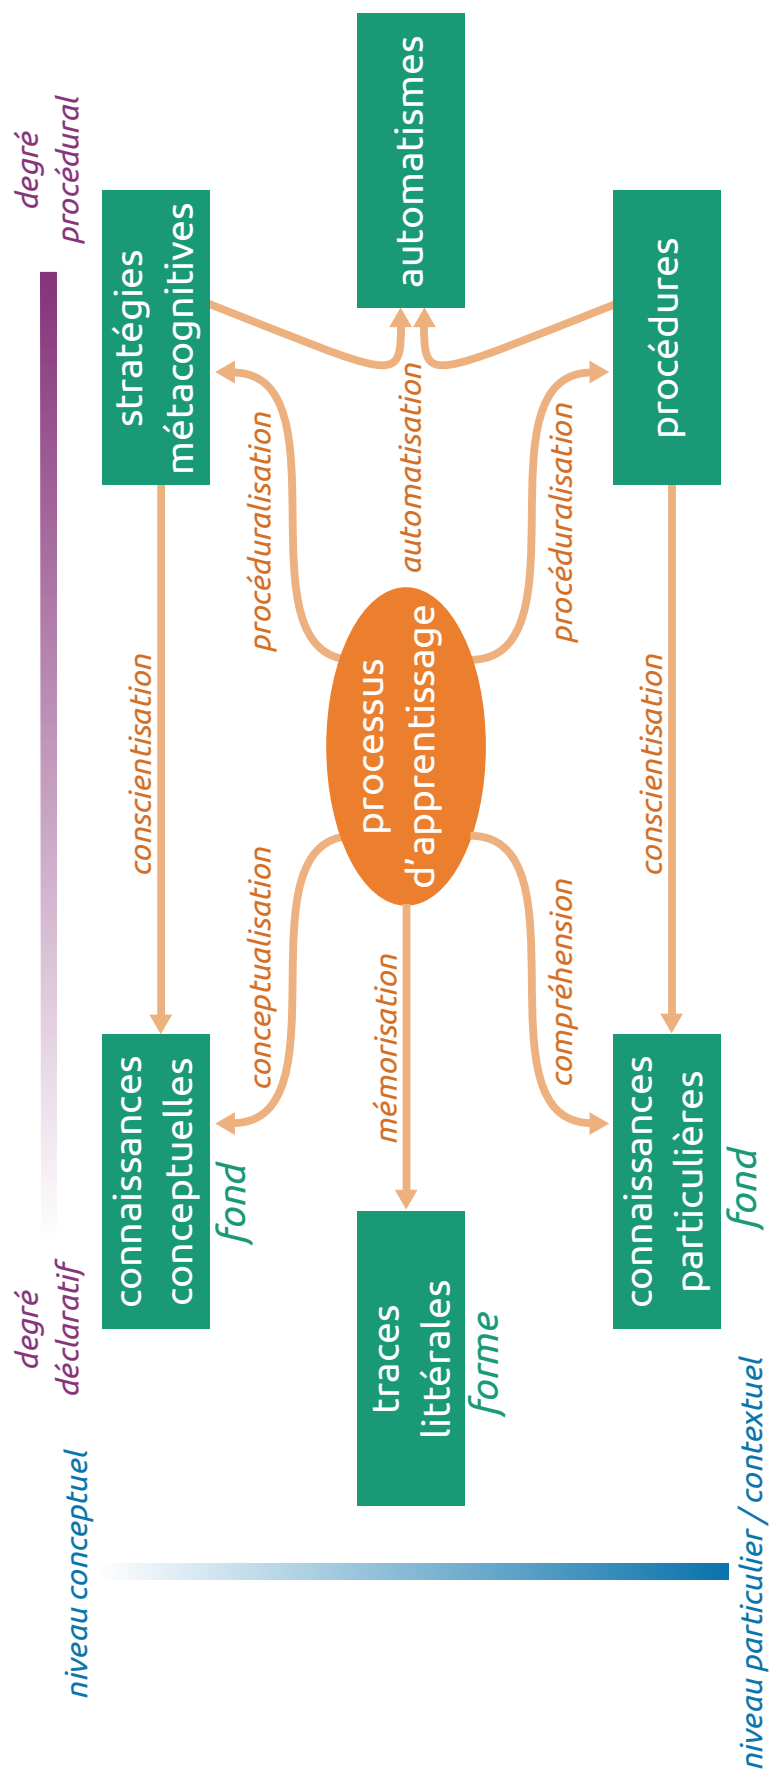 degré
déclaratif
degré
procédural
niveau conceptuel
connaissances
conceptuelles
fond
conscientisation
stratégies
métacognitives
conceptualisation
procéduralisation
traces
littérales
forme
mémorisation
processus
d’apprentissage
automatisation
automatismes
compréhension
procéduralisation
connaissances
particulières
fond
conscientisation
procédures
niveau particulier / contextuel